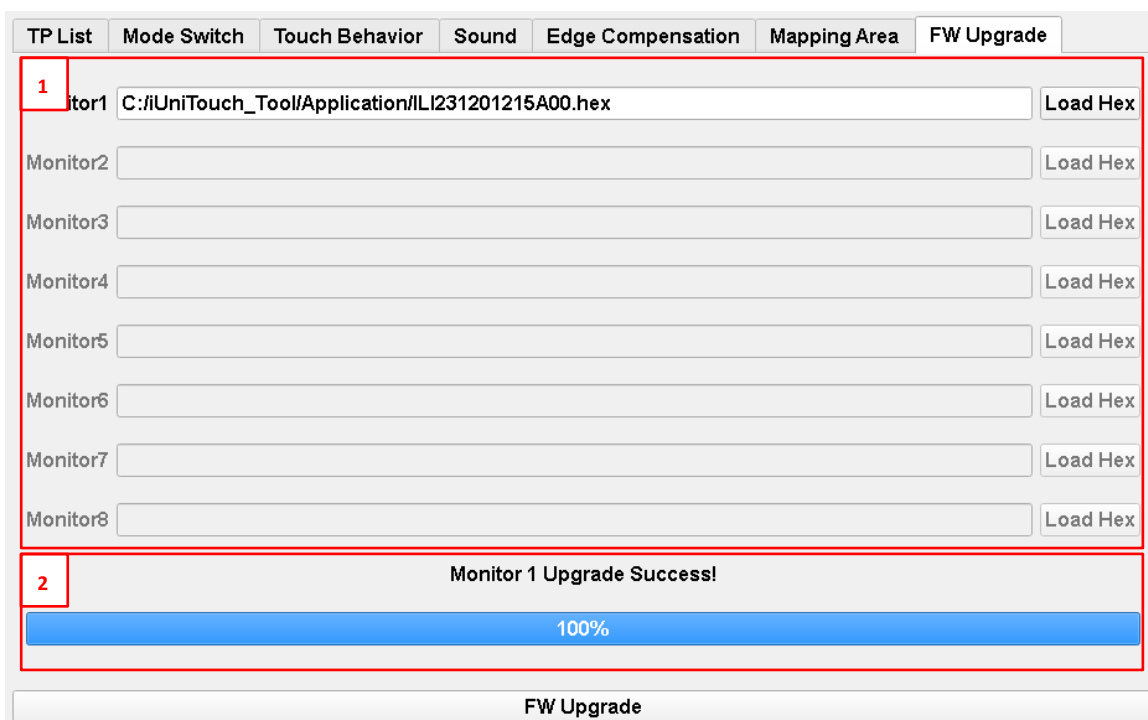 TP List Mode Switch Touch Behavior Sound Edge Compensation Mapping Area FW Upgrade
1
itor1 C:/iUniTouch_Tool/Application/ILI231201215A00.hex Load Hex
Monitor2 Load Hex
Monitor3 Load Hex
Monitor4 Load Hex
Monitor5 Load Hex
Monitor6 Load Hex
Monitor7 Load Hex
Monitor8 Load Hex
2
Monitor 1 Upgrade Success!
100%
FW Upgrade